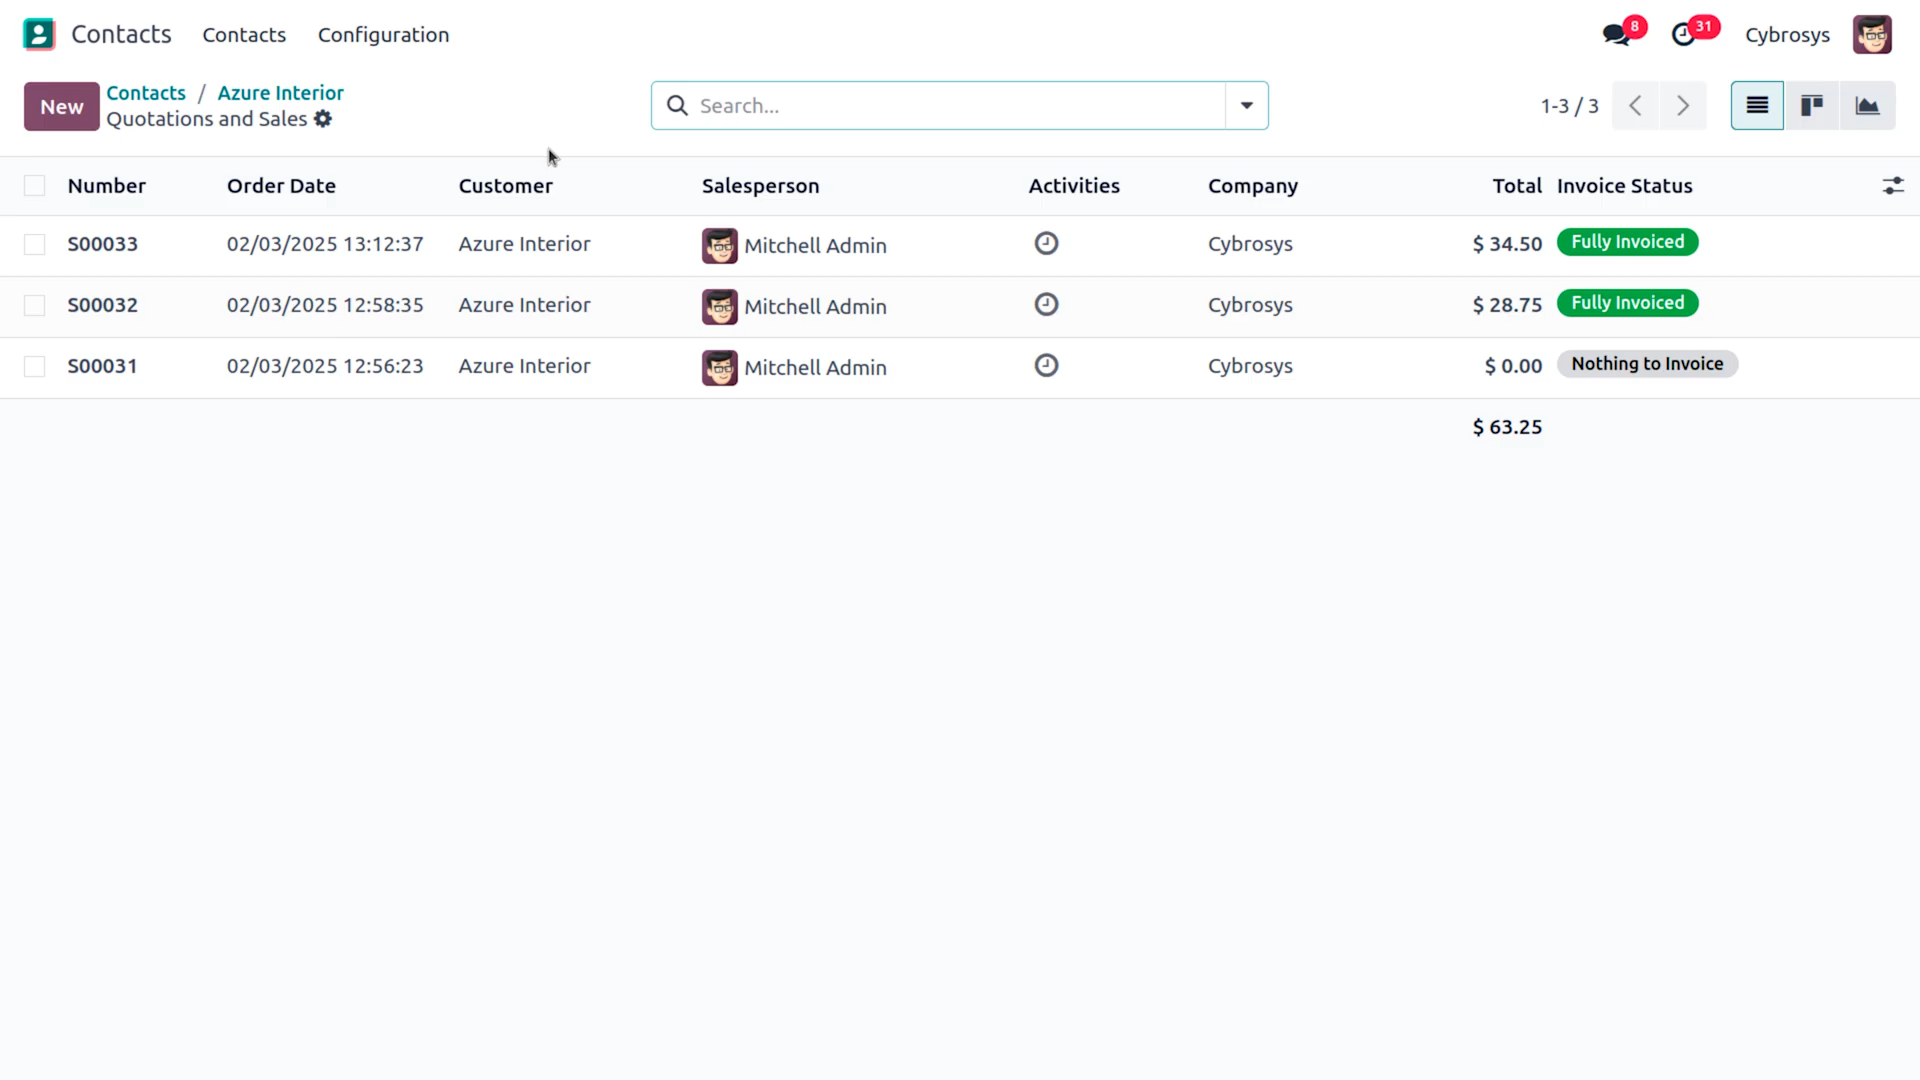 Contacts Contacts Configuration 8 31 Cybrosys
New Contacts / Azure Interior
Quotations and Sales
Search...
1-3 / 3
Number Order Date Customer Salesperson Activities Company Total Invoice Status
S00033 02/03/2025 13:12:37 Azure Interior Mitchell Admin Cybrosys $ 34.50 Fully Invoiced
S00032 02/03/2025 12:58:35 Azure Interior Mitchell Admin Cybrosys $ 28.75 Fully Invoiced
S00031 02/03/2025 12:56:23 Azure Interior Mitchell Admin Cybrosys $ 0.00 Nothing to Invoice
$ 63.25